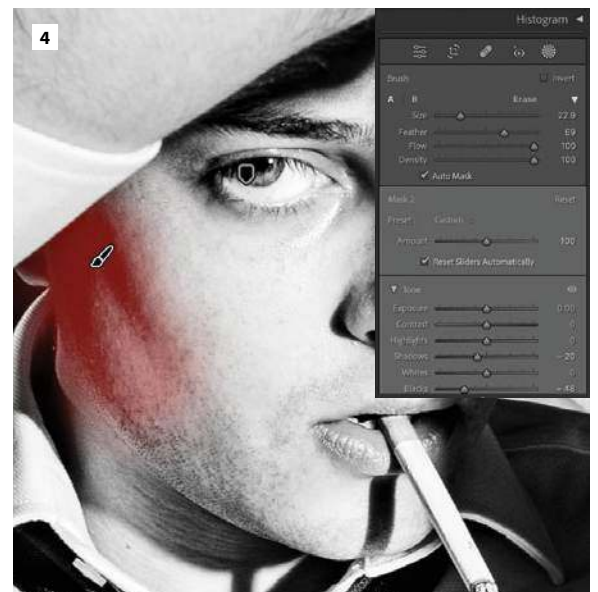 4
Histogram
Brush
Invert
A B Erase
Size 22.9
Feather 69
Flow 100
Density 100
Auto Mask
Mask 2 Reset
Preset : Custom
Amount 100
Reset Sliders Automatically
Tone
Exposure 0.00
Contrast 0
Highlights 0
Shadows – 20
Whites 0
Blacks – 48